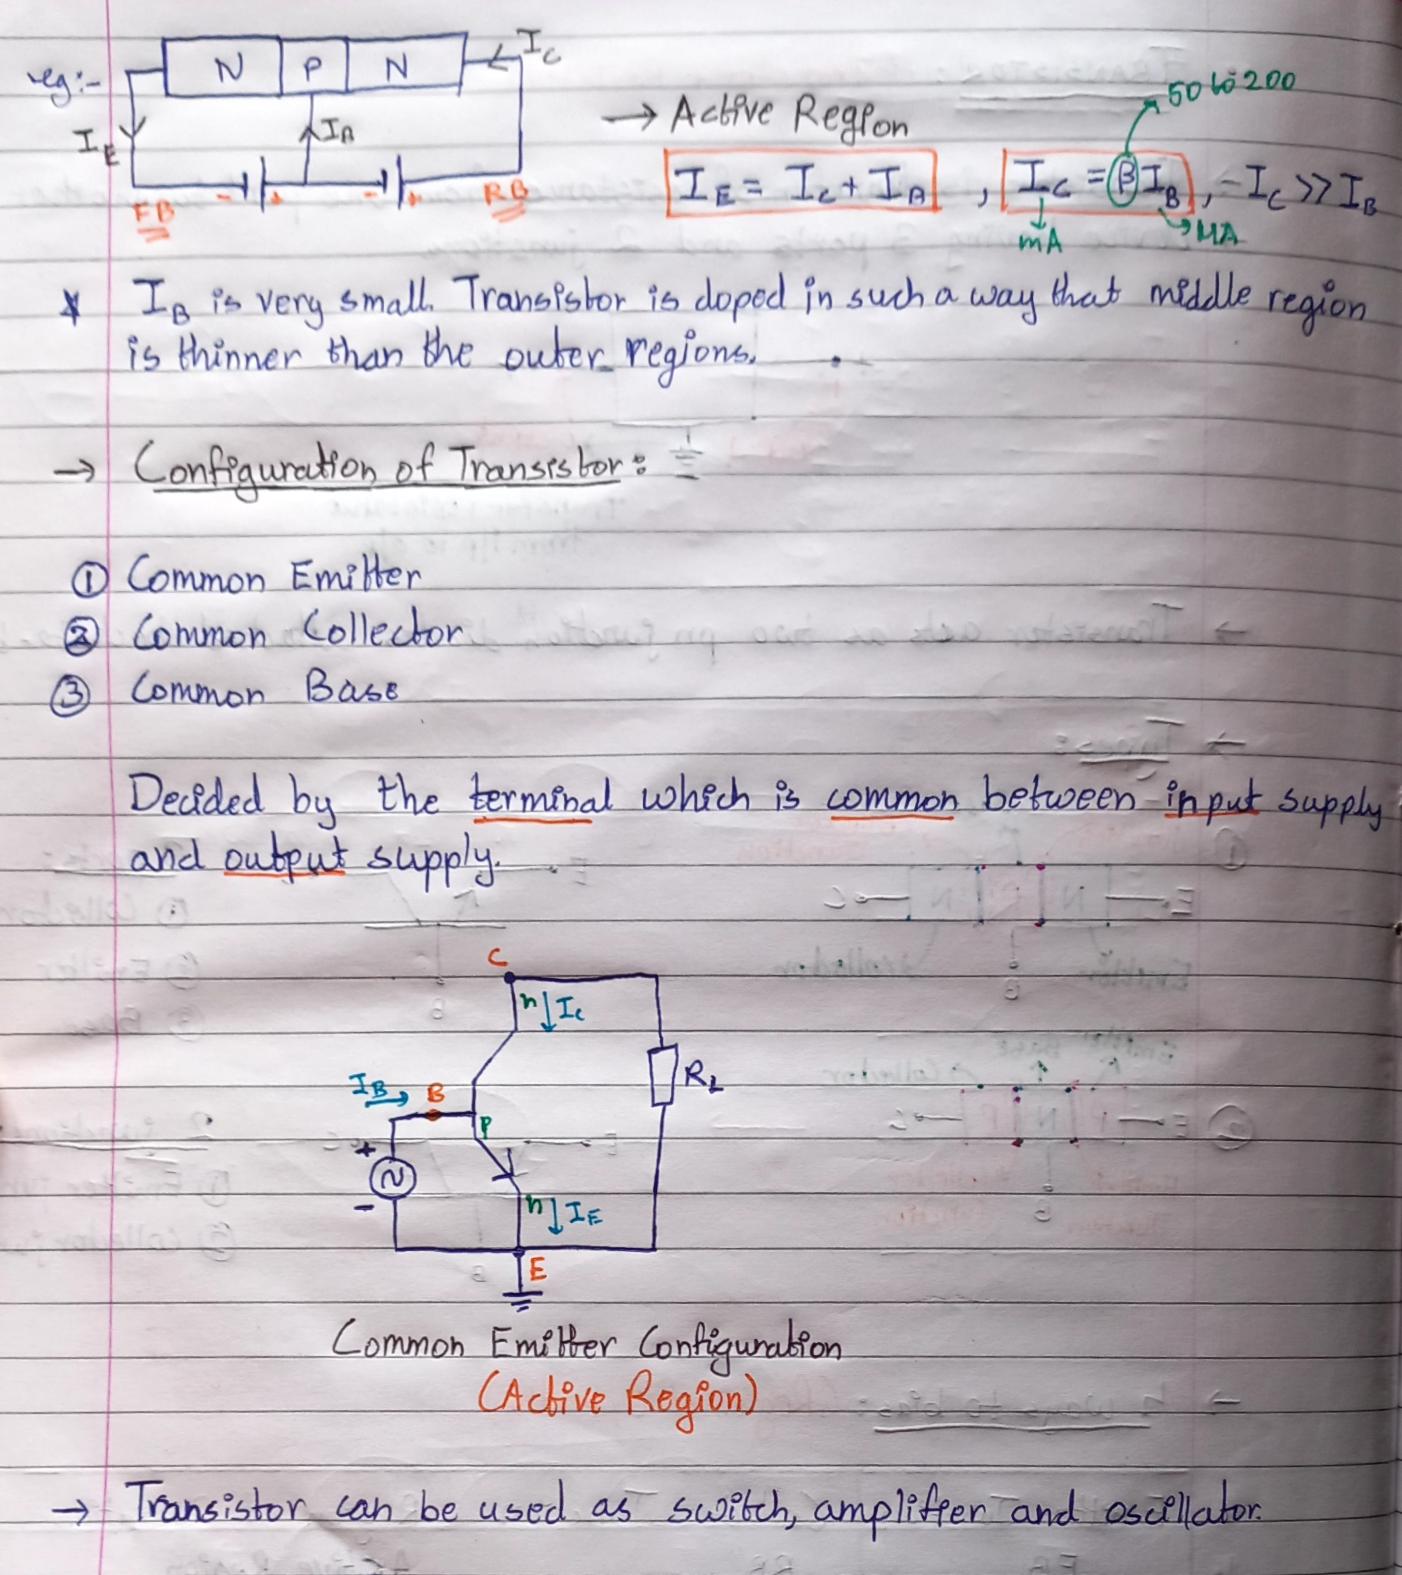 eg:- N P N I_C
I_E I_B
FB - + - + RB
→ Active Region
50 to 200
I_E = I_C + I_B , I_C = β I_B , I_C >> I_B
mA μA
* I_B is very small. Transistor is doped in such a way that middle region
is thinner than the outer regions.
→ Configuration of Transistor:
① Common Emitter
② Common Collector
③ Common Base
Decided by the terminal which is common between input supply
and output supply.
C
n ↓ I_C
R_L
I_B → B
P
+
-
n ↓ I_E
E
Common Emitter Configuration
(Active Region)
→ Transistor can be used as switch, amplifier and oscillator.